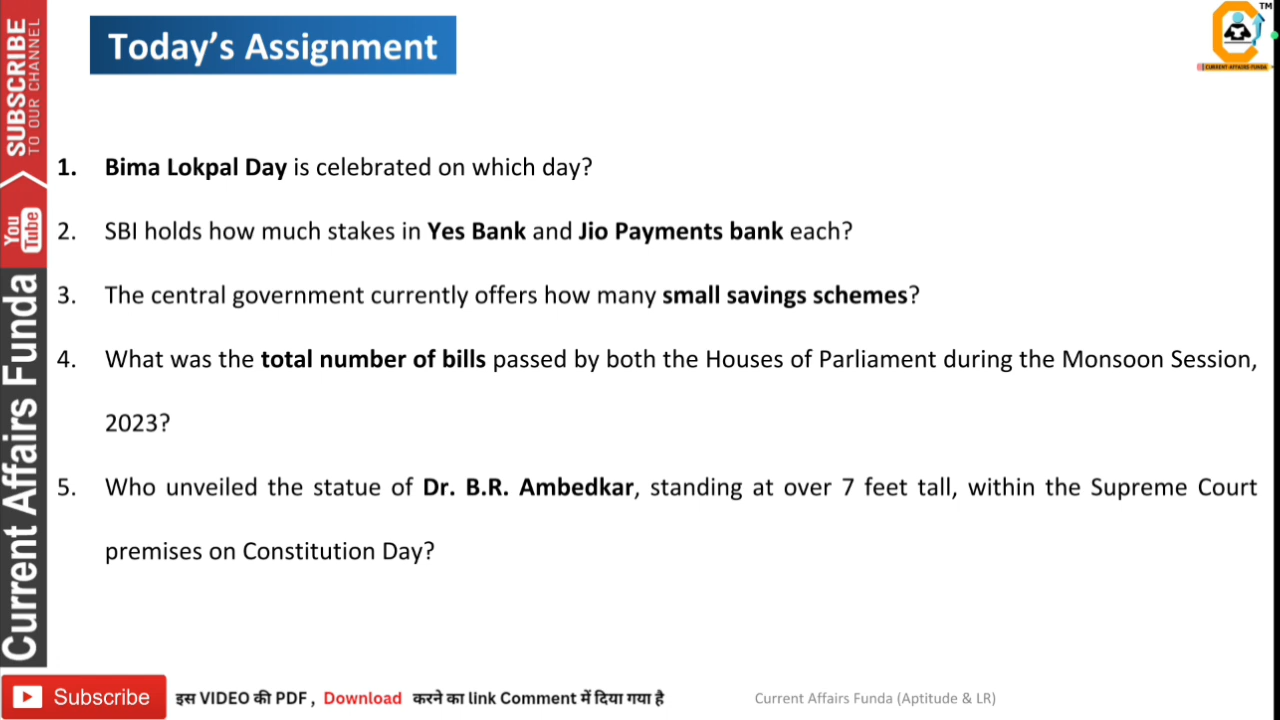 Today's Assignment
TM
CURRENT AFFAIRS FUNDA
SUBSCRIBE
TO OUR CHANNEL
You
Tube
Current Affairs Funda
1. Bima Lokpal Day is celebrated on which day?
2. SBI holds how much stakes in Yes Bank and Jio Payments bank each?
3. The central government currently offers how many small savings schemes?
4. What was the total number of bills passed by both the Houses of Parliament during the Monsoon Session,
2023?
5. Who unveiled the statue of Dr. B.R. Ambedkar, standing at over 7 feet tall, within the Supreme Court
premises on Constitution Day?
Subscribe
इस VIDEO की PDF , Download करने का link Comment में दिया गया है
Current Affairs Funda (Aptitude & LR)